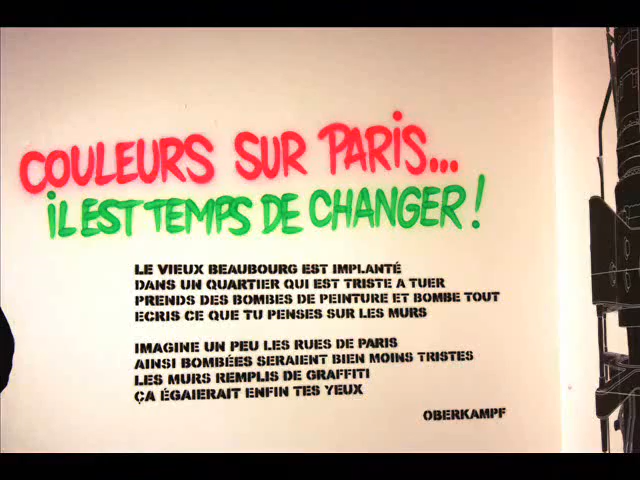 COULEURS SUR PARIS...
iL EST TEMPS DE CHANGER !
LE VIEUX BEAUBOURG EST IMPLANTÉ
DANS UN QUARTIER QUI EST TRISTE A TUER
PRENDS DES BOMBES DE PEINTURE ET BOMBE TOUT
ECRIS CE QUE TU PENSES SUR LES MURS
IMAGINE UN PEU LES RUES DE PARIS
AINSI BOMBÉES SERAIENT BIEN MOINS TRISTES
LES MURS REMPLIS DE GRAFFITI
ÇA ÉGAIERAIT ENFIN TES YEUX
OBERKAMPF